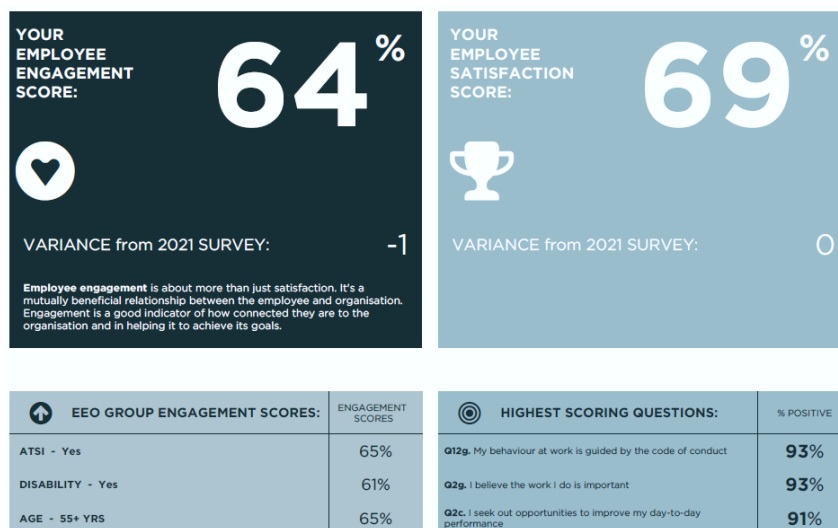 YOUR
EMPLOYEE
ENGAGEMENT
SCORE:
64%
VARIANCE from 2021 SURVEY: -1
Employee engagement is about more than just satisfaction. It's a
mutually beneficial relationship between the employee and organisation.
Engagement is a good indicator of how connected they are to the
organisation and in helping it to achieve its goals.
YOUR
EMPLOYEE
SATISFACTION
SCORE:
69%
VARIANCE from 2021 SURVEY: 0
EEO GROUP ENGAGEMENT SCORES:
ENGAGEMENT
SCORES
ATSI - Yes 65%
DISABILITY - Yes 61%
AGE - 55+ YRS 65%
HIGHEST SCORING QUESTIONS: % POSITIVE
Q12g. My behaviour at work is guided by the code of conduct 93%
Q2g. I believe the work I do is important 93%
Q2c. I seek out opportunities to improve my day-to-day
performance 91%